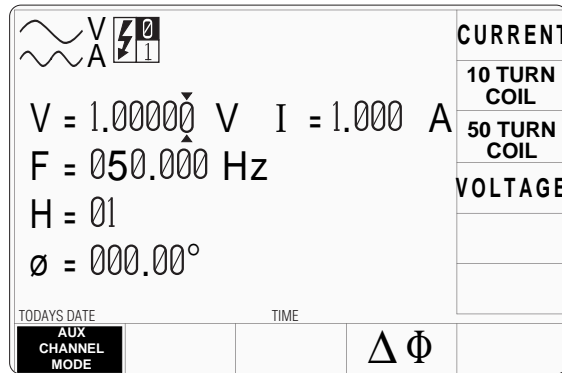 V
A
0
1
V = 1.00000 V I = 1.000 A
F = 050.000 Hz
H = 01
ø = 000.00°
CURRENT
10 TURN
COIL
50 TURN
COIL
VOLTAGE
TODAYS DATE TIME
AUX
CHANNEL
MODE
ΔΦ